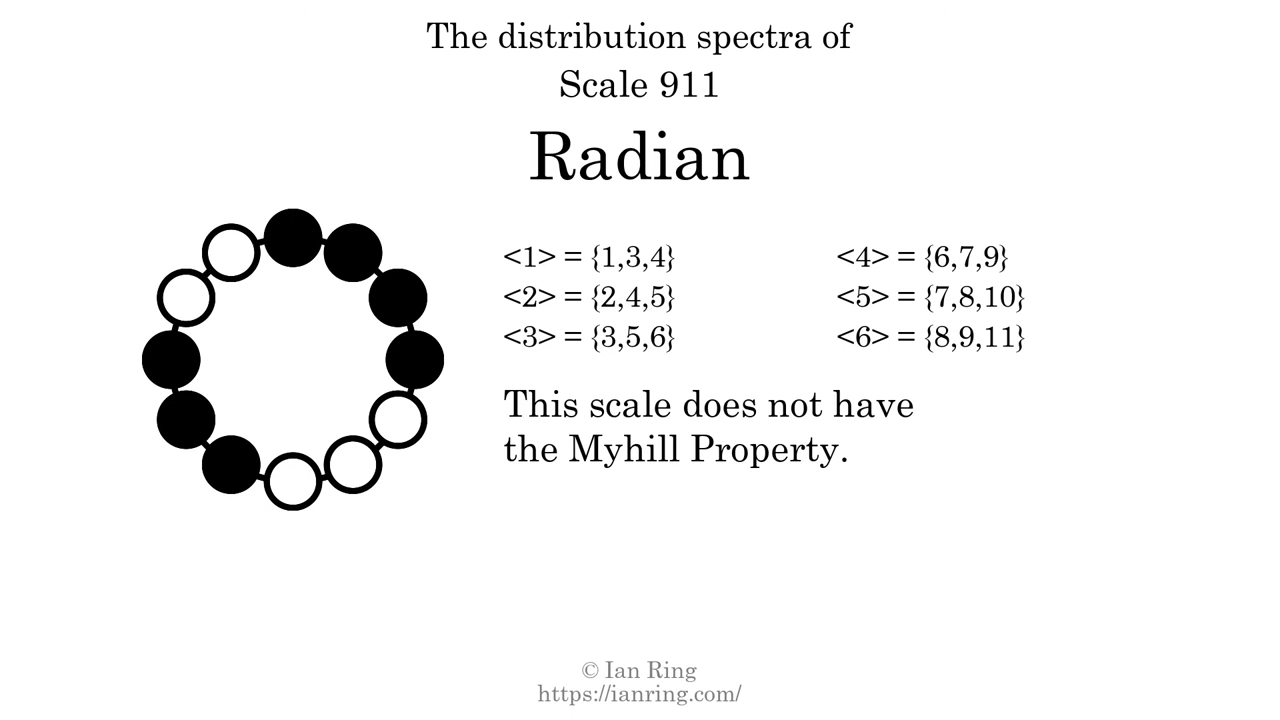 The distribution spectra of
Scale 911
Radian
<1> = {1,3,4}
<2> = {2,4,5}
<3> = {3,5,6}
<4> = {6,7,9}
<5> = {7,8,10}
<6> = {8,9,11}
This scale does not have
the Myhill Property.
© Ian Ring
https://ianring.com/